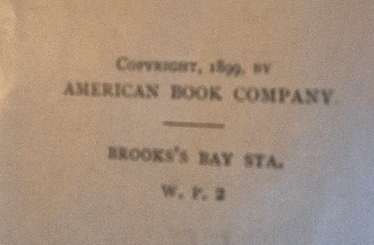 COPYRIGHT, 1899, BY
AMERICAN BOOK COMPANY.
BROOKS'S BAY STA.
W. P. 2